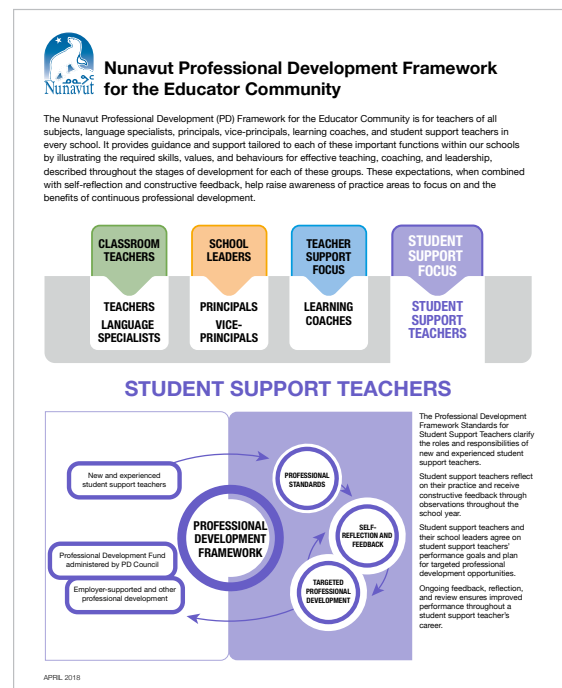 Nunavut
Nunavut Professional Development Framework
for the Educator Community
The Nunavut Professional Development (PD) Framework for the Educator Community is for teachers of all
subjects, language specialists, principals, vice-principals, learning coaches, and student support teachers in
every school. It provides guidance and support tailored to each of these important functions within our schools
by illustrating the required skills, values, and behaviours for effective teaching, coaching, and leadership,
described throughout the stages of development for each of these groups. These expectations, when combined
with self-reflection and constructive feedback, help raise awareness of practice areas to focus on and the
benefits of continuous professional development.
CLASSROOM
TEACHERS
TEACHERS
LANGUAGE
SPECIALISTS
SCHOOL
LEADERS
PRINCIPALS
VICE-
PRINCIPALS
TEACHER
SUPPORT
FOCUS
LEARNING
COACHES
STUDENT
SUPPORT
FOCUS
STUDENT
SUPPORT
TEACHERS
STUDENT SUPPORT TEACHERS
New and experienced
student support teachers
Professional Development Fund
administered by PD Council
Employer-supported and other
professional development
PROFESSIONAL
DEVELOPMENT
FRAMEWORK
PROFESSIONAL
STANDARDS
SELF-
REFLECTION AND
FEEDBACK
TARGETED
PROFESSIONAL
DEVELOPMENT
The Professional Development
Framework Standards for
Student Support Teachers clarify
the roles and responsibilities of
new and experienced student
support teachers.
Student support teachers reflect
on their practice and receive
constructive feedback through
observations throughout the
school year.
Student support teachers and
their school leaders agree on
student support teachers'
performance goals and plan
for targeted professional
development opportunities.
Ongoing feedback, reflection,
and review ensures improved
performance throughout a
student support teacher's
career.
APRIL 2018